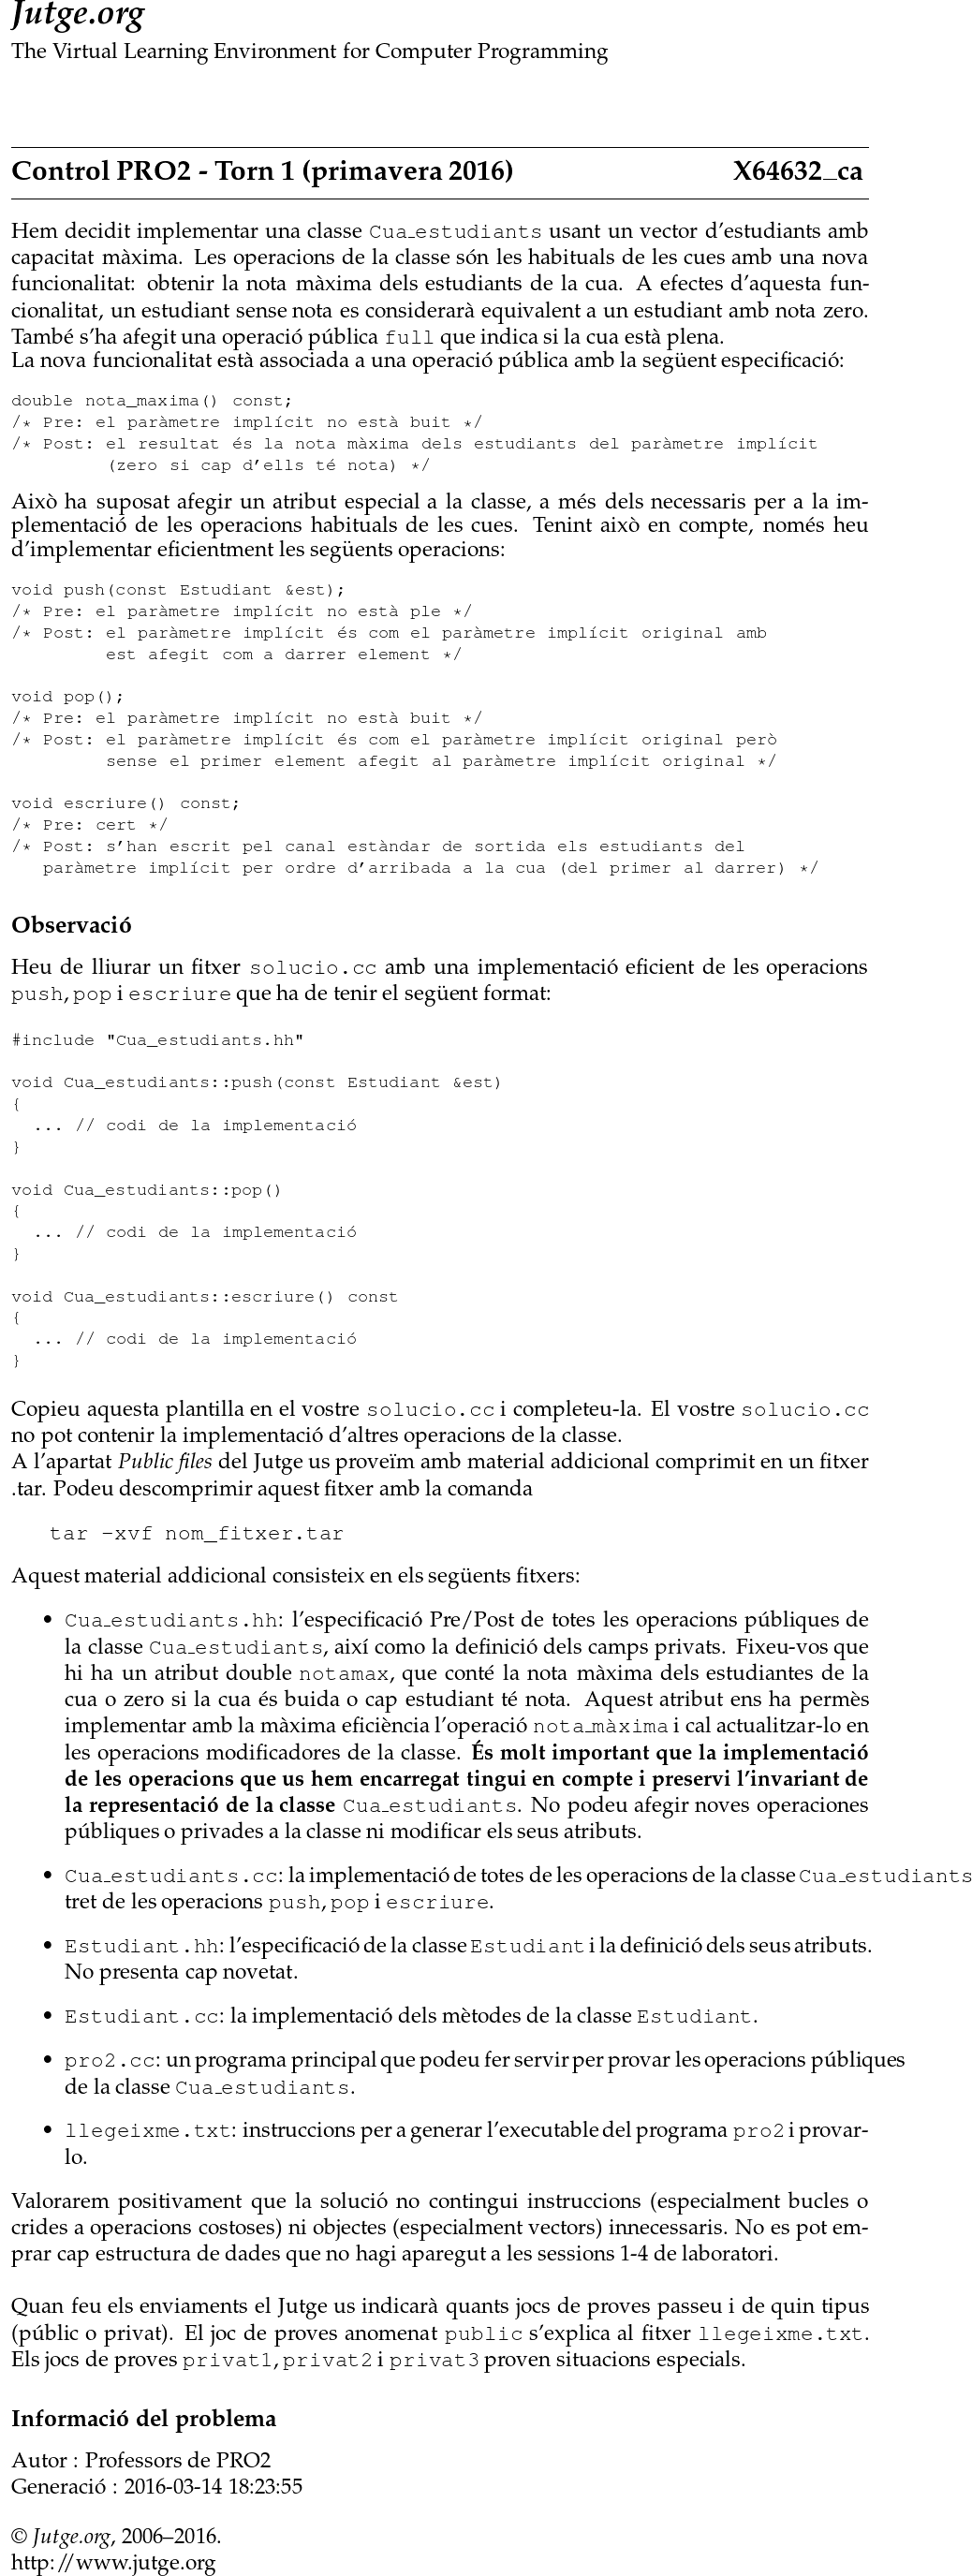 Jutge.org
The Virtual Learning Environment for Computer Programming
Control PRO2 - Torn 1 (primavera 2016) X64632_ca
Hem decidit implementar una classe Cua_estudiants usant un vector d'estudiants amb
capacitat màxima. Les operacions de la classe són les habituals de les cues amb una nova
funcionalitat: obtenir la nota màxima dels estudiants de la cua. A efectes d'aquesta fun-
cionalitat, un estudiant sense nota es considerarà equivalent a un estudiant amb nota zero.
També s'ha afegit una operació pública full que indica si la cua està plena.
La nova funcionalitat està associada a una operació pública amb la següent especificació:
double nota_maxima() const;
/* Pre: el paràmetre implícit no està buit */
/* Post: el resultat és la nota màxima dels estudiants del paràmetre implícit
(zero si cap d'ells té nota) */
Això ha suposat afegir un atribut especial a la classe, a més dels necessaris per a la im-
plementació de les operacions habituals de les cues. Tenint això en compte, només heu
d'implementar eficientment les següents operacions:
void push(const Estudiant &est);
/* Pre: el paràmetre implícit no està ple */
/* Post: el paràmetre implícit és com el paràmetre implícit original amb
est afegit com a darrer element */
void pop();
/* Pre: el paràmetre implícit no està buit */
/* Post: el paràmetre implícit és com el paràmetre implícit original però
sense el primer element afegit al paràmetre implícit original */
void escriure() const;
/* Pre: cert */
/* Post: s'han escrit pel canal estàndar de sortida els estudiants del
paràmetre implícit per ordre d'arribada a la cua (del primer al darrer) */
Observació
Heu de lliurar un fitxer solucio.cc amb una implementació eficient de les operacions
push, pop i escriure que ha de tenir el següent format:
#include "Cua_estudiants.hh"
void Cua_estudiants::push(const Estudiant &est)
{
... // codi de la implementació
}
void Cua_estudiants::pop()
{
... // codi de la implementació
}
void Cua_estudiants::escriure() const
{
... // codi de la implementació
}
Copieu aquesta plantilla en el vostre solucio.cc i completeu-la. El vostre solucio.cc
no pot contenir la implementació d'altres operacions de la classe.
A l'apartat Public files del Jutge us proveïm amb material addicional comprimit en un fitxer
.tar. Podeu descomprimir aquest fitxer amb la comanda
tar -xvf nom_fitxer.tar
Aquest material addicional consisteix en els següents fitxers:
• Cua_estudiants.hh: l'especificació Pre/Post de totes les operacions públiques de
la classe Cua_estudiants, així como la definició dels camps privats. Fixeu-vos que
hi ha un atribut double notamax, que conté la nota màxima dels estudiantes de la
cua o zero si la cua és buida o cap estudiant té nota. Aquest atribut ens ha permès
implementar amb la màxima eficiència l'operació nota_màxima i cal actualitzar-lo en
les operacions modificadores de la classe. És molt important que la implementació
de les operacions que us hem encarregat tingui en compte i preservi l'invariant de
la representació de la classe Cua_estudiants. No podeu afegir noves operaciones
públiques o privades a la classe ni modificar els seus atributs.
• Cua_estudiants.cc: la implementació de totes de les operacions de la classe Cua_estudiants
tret de les operacions push, pop i escriure.
• Estudiant.hh: l'especificació de la classe Estudiant i la definició dels seus atributs.
No presenta cap novetat.
• Estudiant.cc: la implementació dels mètodes de la classe Estudiant.
• pro2.cc: un programa principal que podeu fer servir per provar les operacions públiques
de la classe Cua_estudiants.
• llegeixme.txt: instruccions per a generar l'executable del programa pro2 i provar-
lo.
Valorarem positivament que la solució no contingui instruccions (especialment bucles o
crides a operacions costoses) ni objectes (especialment vectors) innecessaris. No es pot em-
prar cap estructura de dades que no hagi aparegut a les sessions 1-4 de laboratori.
Quan feu els enviaments el Jutge us indicarà quants jocs de proves passeu i de quin tipus
(públic o privat). El joc de proves anomenat public s'explica al fitxer llegeixme.txt.
Els jocs de proves privat1, privat2 i privat3 proven situacions especials.
Informació del problema
Autor : Professors de PRO2
Generació : 2016-03-14 18:23:55
© Jutge.org, 2006–2016.
http://www.jutge.org